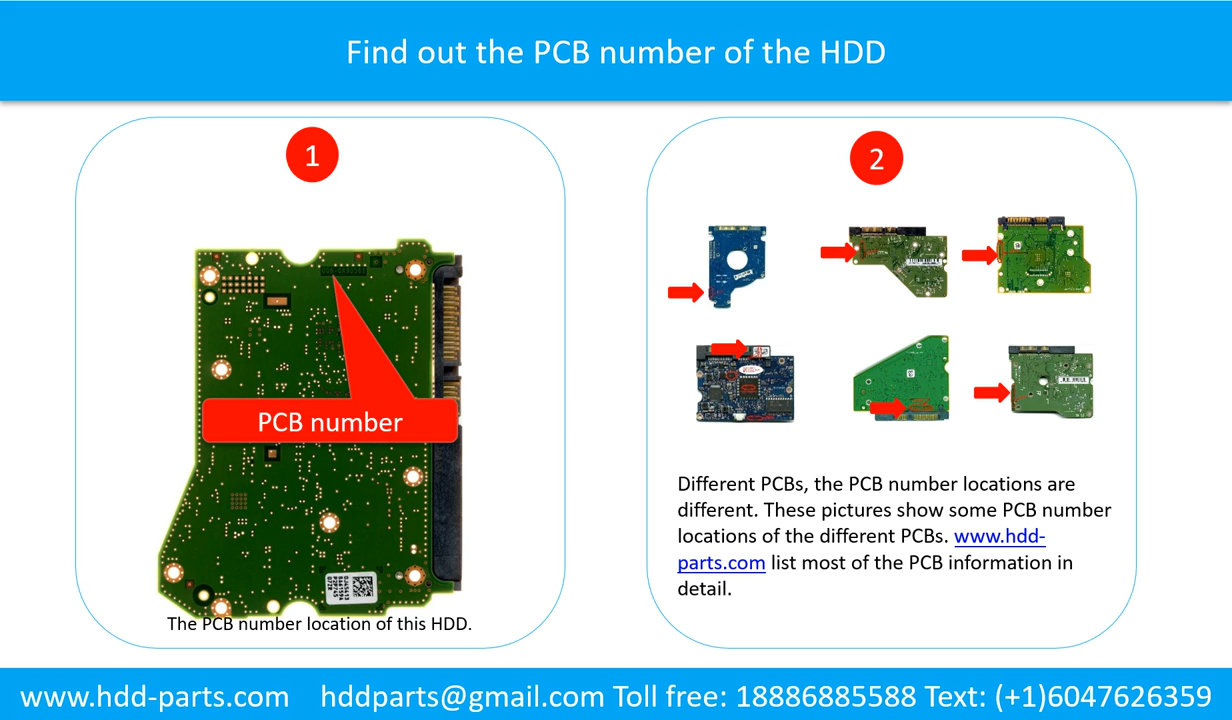 Find out the PCB number of the HDD
1
PCB number
The PCB number location of this HDD.
2
Different PCBs, the PCB number locations are
different. These pictures show some PCB number
locations of the different PCBs. www.hdd-
parts.com list most of the PCB information in
detail.
www.hdd-parts.com hddparts@gmail.com Toll free: 18886885588 Text: (+1)6047626359